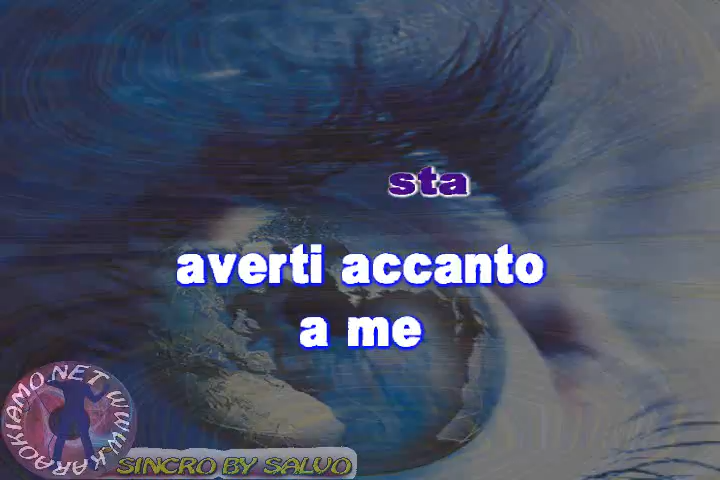 sta
averti accanto
a me
WWW.KARAOKIAMO.NET
SINCRO BY SALVO